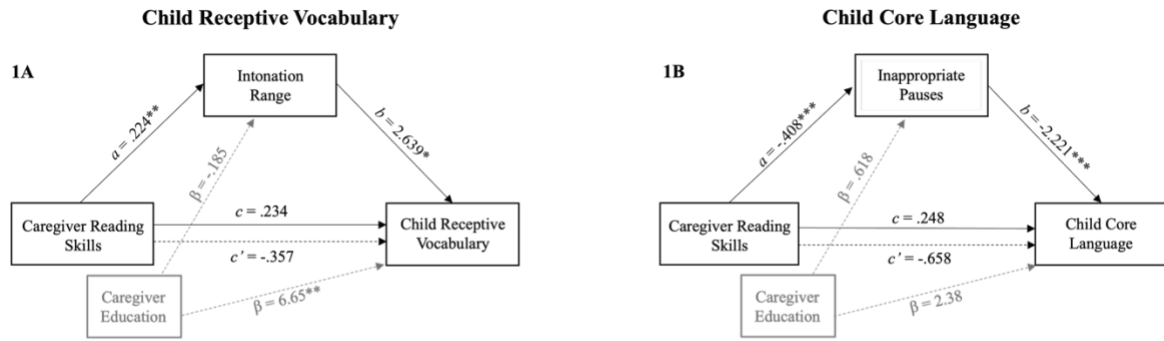 Child Receptive Vocabulary
1A
Intonation
Range
a = .224**
b = 2.639*
β = -.185
Caregiver Reading
Skills
c = .234
c' = -.357
Child Receptive
Vocabulary
Caregiver
Education
β = 6.65**
Child Core Language
1B
Inappropriate
Pauses
a = -.408***
b = -2.221***
β = .618
Caregiver Reading
Skills
c = .248
c' = -.658
Child Core
Language
Caregiver
Education
β = 2.38